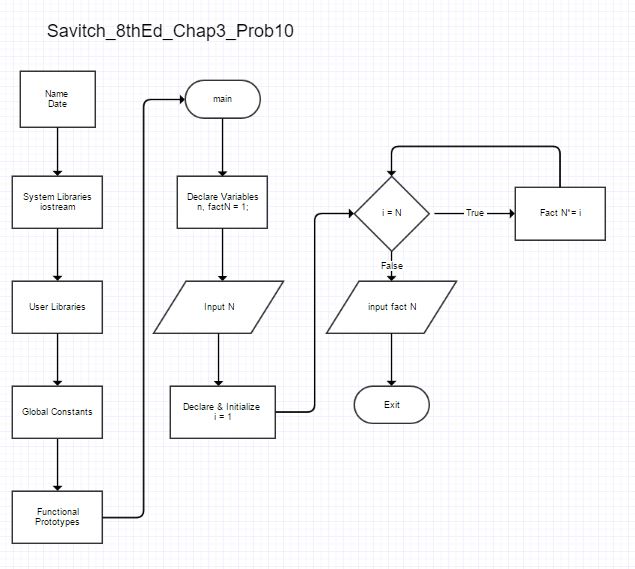 Savitch_8thEd_Chap3_Prob10
Name
Date
System Libraries
iostream
User Libraries
Global Constants
Functional
Prototypes
main
Declare Variables
n, factN = 1;
Input N
Declare & Initialize
i = 1
i = N
True
Fact N*= i
False
input fact N
Exit